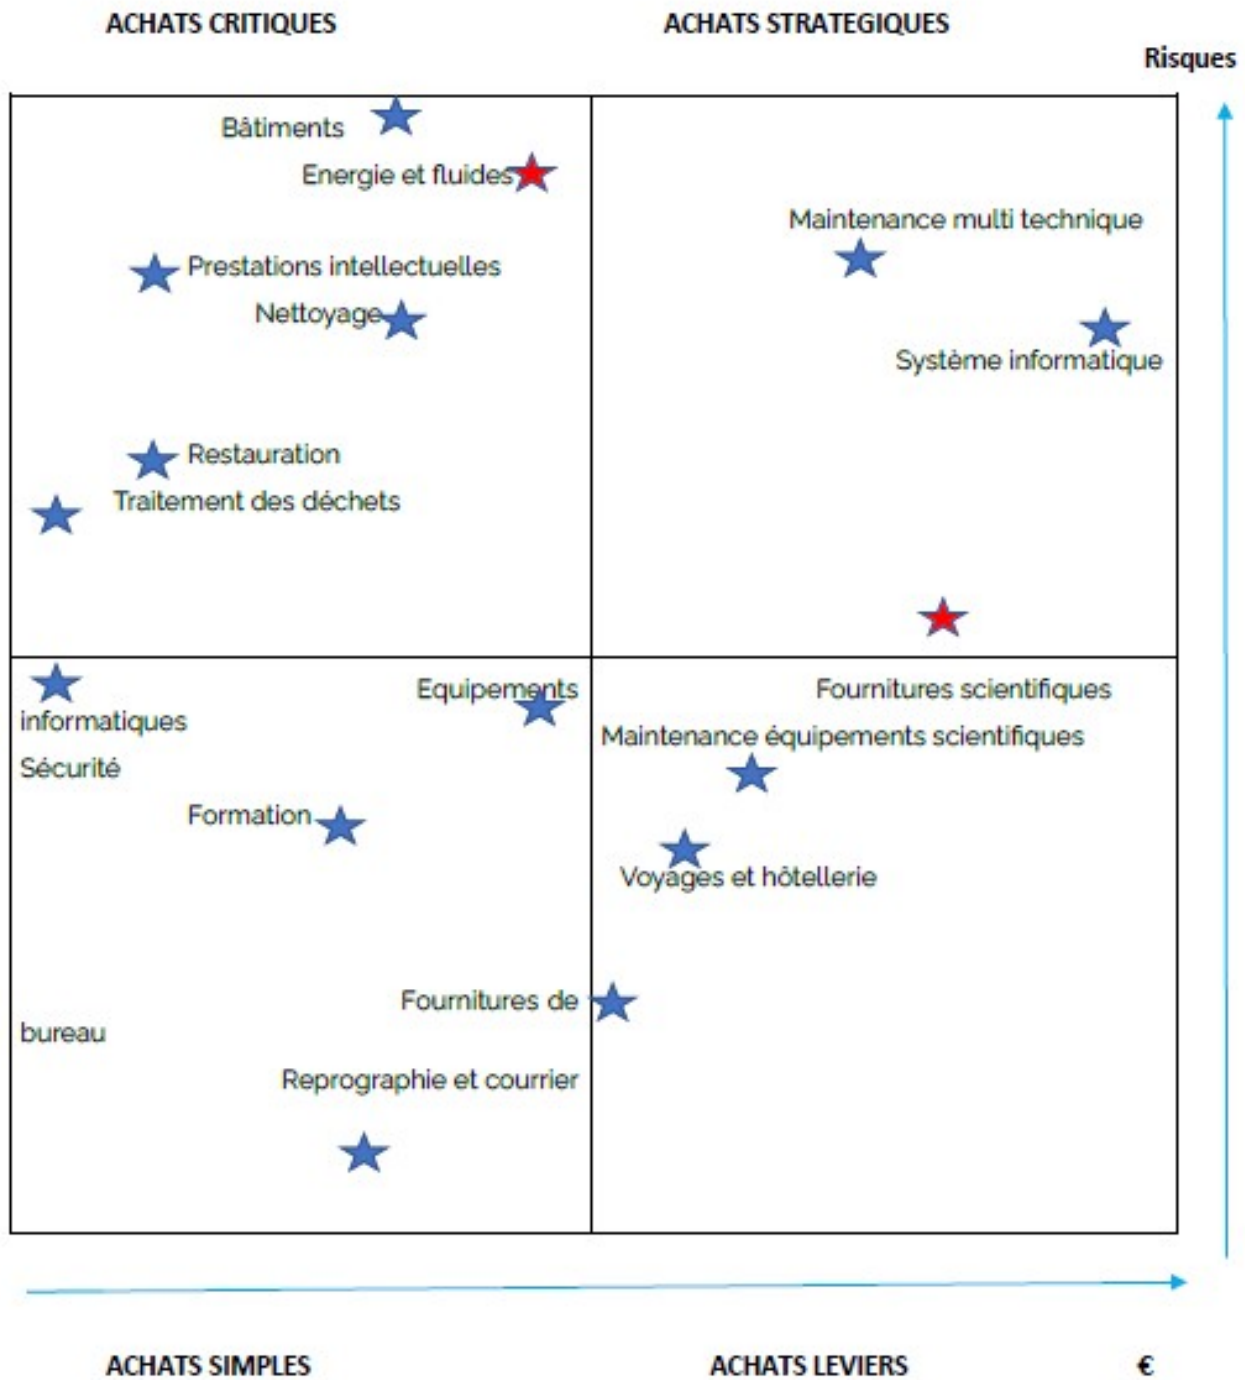 ACHATS CRITIQUES
ACHATS STRATEGIQUES
Risques
Bâtiments
Energie et fluides
Prestations intellectuelles
Nettoyage
Restauration
Traitement des déchets
Maintenance multi technique
Système informatique
Equipements
informatiques
Sécurité
Formation
Fournitures de
bureau
Reprographie et courrier
Fournitures scientifiques
Maintenance équipements scientifiques
Voyages et hôtellerie
ACHATS SIMPLES
ACHATS LEVIERS
€